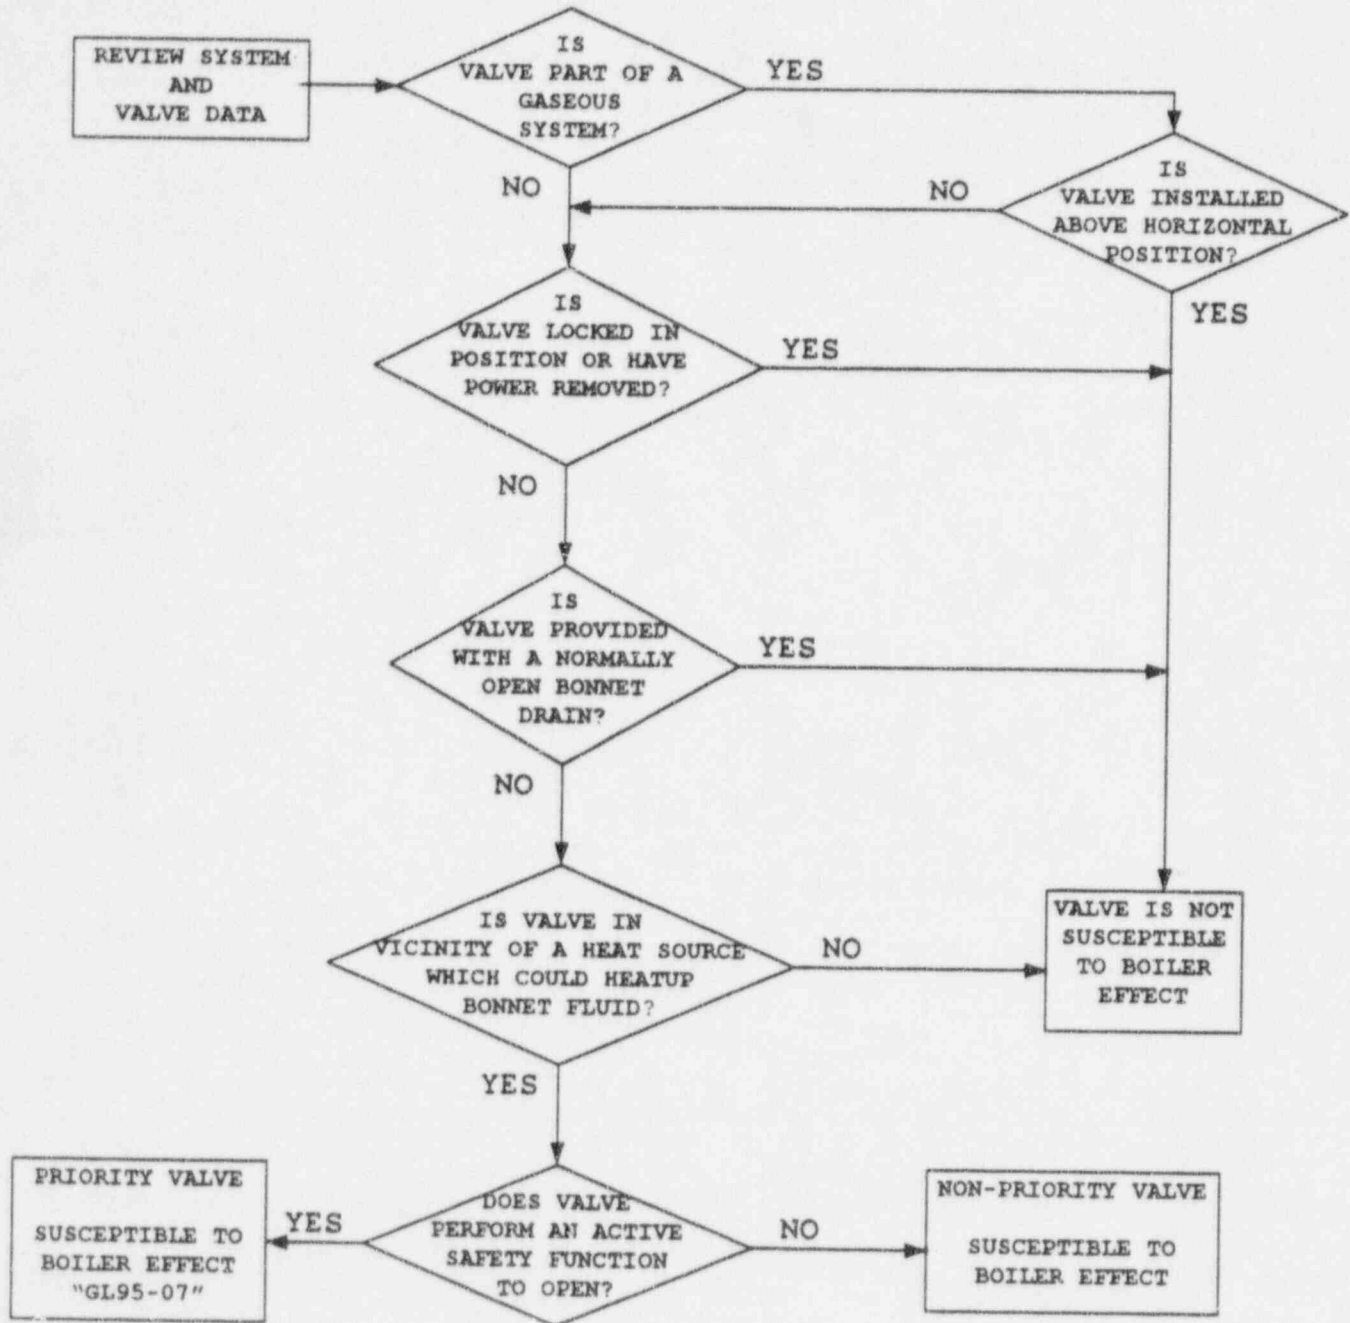 REVIEW SYSTEM
AND
VALVE DATA
IS
VALVE PART OF A
GASEOUS
SYSTEM?
YES
NO
IS
VALVE INSTALLED
ABOVE HORIZONTAL
POSITION?
NO
YES
IS
VALVE LOCKED IN
POSITION OR HAVE
POWER REMOVED?
YES
NO
IS
VALVE PROVIDED
WITH A NORMALLY
OPEN BONNET
DRAIN?
YES
NO
IS VALVE IN
VICINITY OF A HEAT SOURCE
WHICH COULD HEATUP
BONNET FLUID?
NO
YES
VALVE IS NOT
SUSCEPTIBLE
TO BOILER
EFFECT
DOES VALVE
PERFORM AN ACTIVE
SAFETY FUNCTION
TO OPEN?
YES
NO
PRIORITY VALVE
SUSCEPTIBLE TO
BOILER EFFECT
"GL95-07"
NON-PRIORITY VALVE
SUSCEPTIBLE TO
BOILER EFFECT